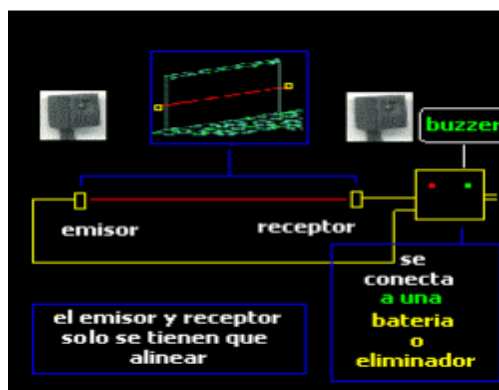 buzzer
emisor
receptor
se
conecta
a una
bateria
o
eliminador
el emisor y receptor
solo se tienen que
alinear